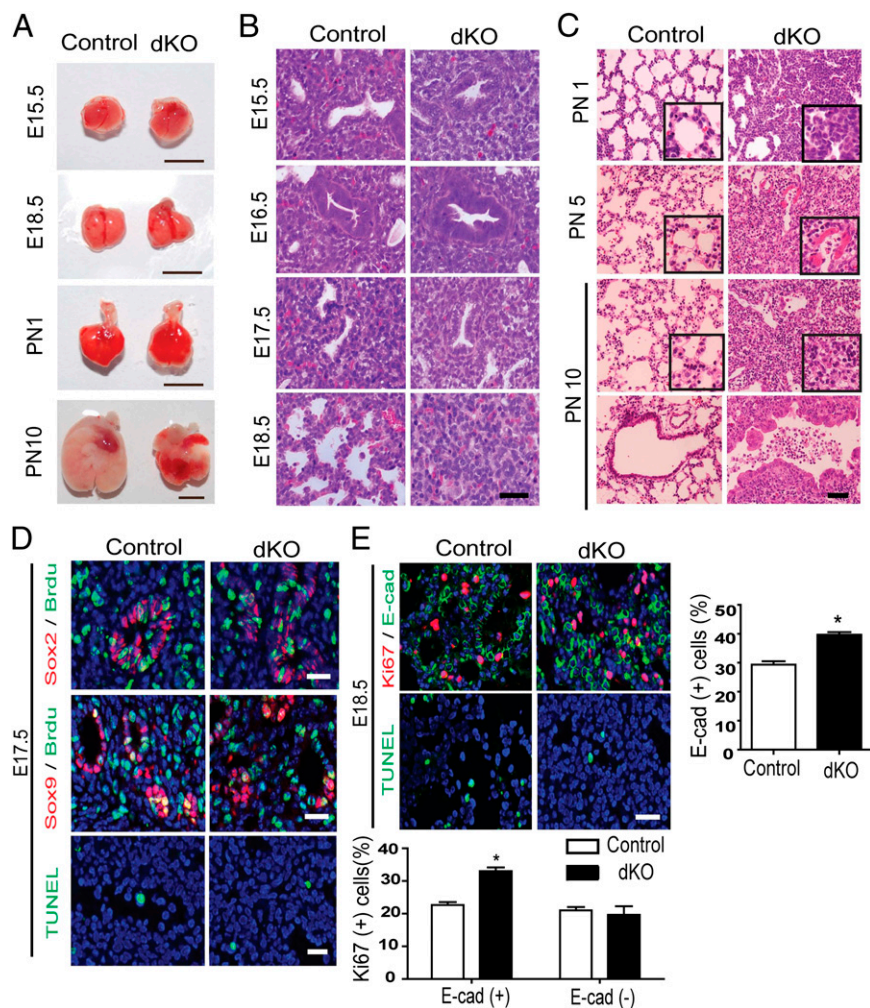 A
Control dKO
E15.5
E18.5
PN1
PN10
B
Control dKO
E15.5
E16.5
E17.5
E18.5
C
Control dKO
PN 1
PN 5
PN 10
D
Control dKO
E17.5
Sox2 / Brdu
Sox9 / Brdu
TUNEL
E
Control dKO
E18.5
Ki67 / E-cad
TUNEL
E-cad (+) cells (%)
50
40
30
20
10
0
*
Control dKO
Ki67 (+) cells(%)
40
30
20
10
0
*
Control
dKO
E-cad (+) E-cad (-)